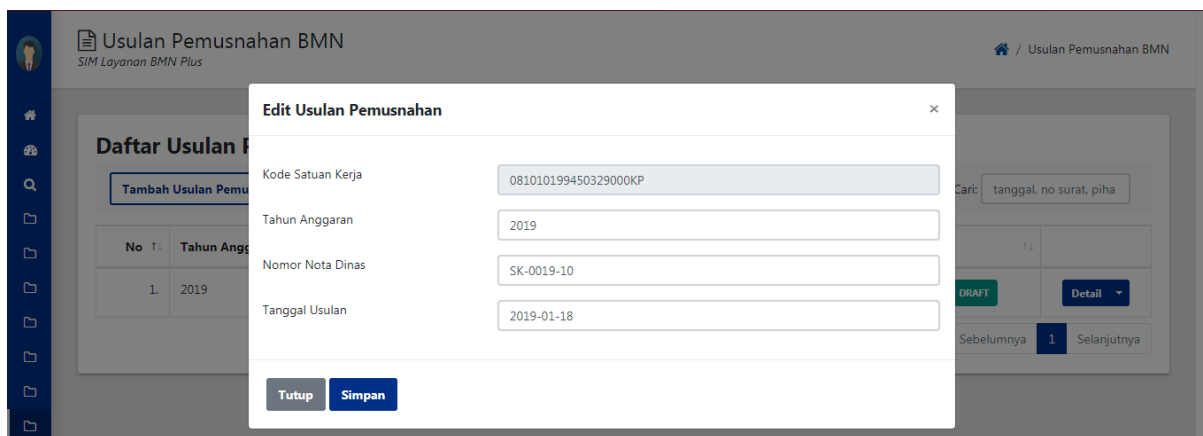 Usulan Pemusnahan BMN
SIM Layanan BMN Plus
/ Usulan Pemusnahan BMN
Edit Usulan Pemusnahan
×
Daftar Usulan
Kode Satuan Kerja
081010199450329000KP
Tambah Usulan Pemu
Cari:
tanggal, no surat, piha
Tahun Anggaran
2019
No
Tahun Angg
Nomor Nota Dinas
SK-0019-10
1.
2019
DRAFT
Detail
Tanggal Usulan
2019-01-18
Sebelumnya
1
Selanjutnya
Tutup
Simpan